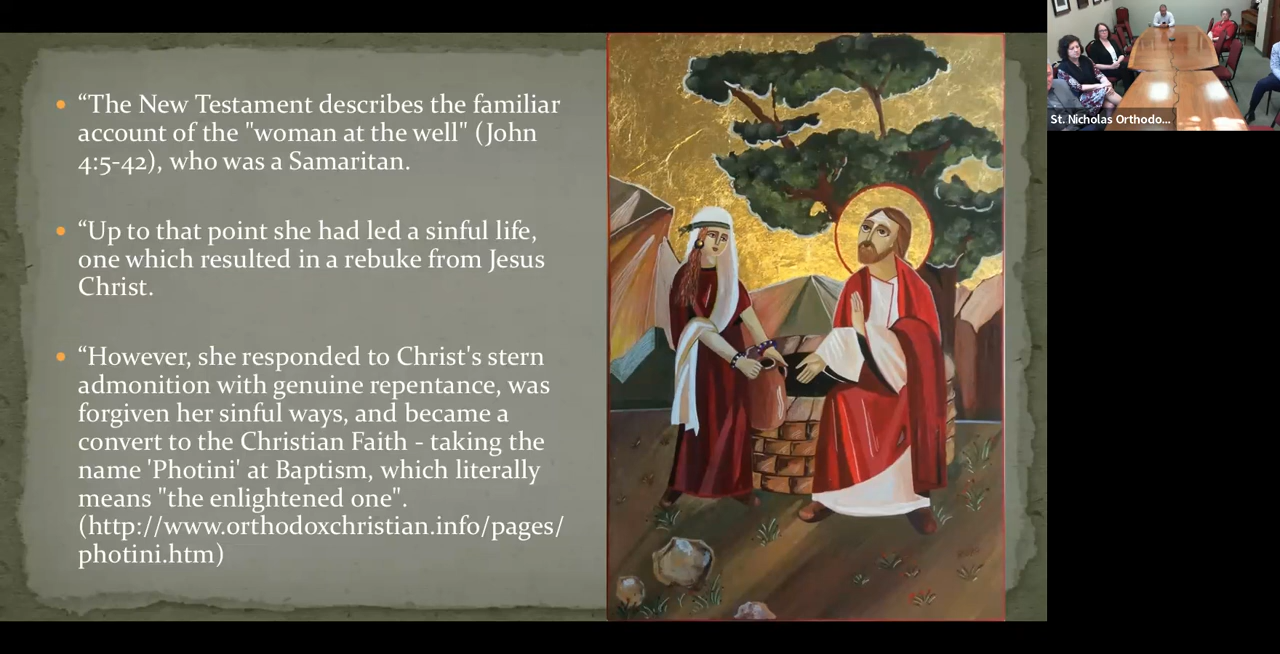 “The New Testament describes the familiar
account of the "woman at the well" (John
4:5-42), who was a Samaritan.
“Up to that point she had led a sinful life,
one which resulted in a rebuke from Jesus
Christ.
“However, she responded to Christ's stern
admonition with genuine repentance, was
forgiven her sinful ways, and became a
convert to the Christian Faith - taking the
name 'Photini' at Baptism, which literally
means "the enlightened one".
(http://www.orthodoxchristian.info/pages/
photini.htm)
St. Nicholas Orthodo...